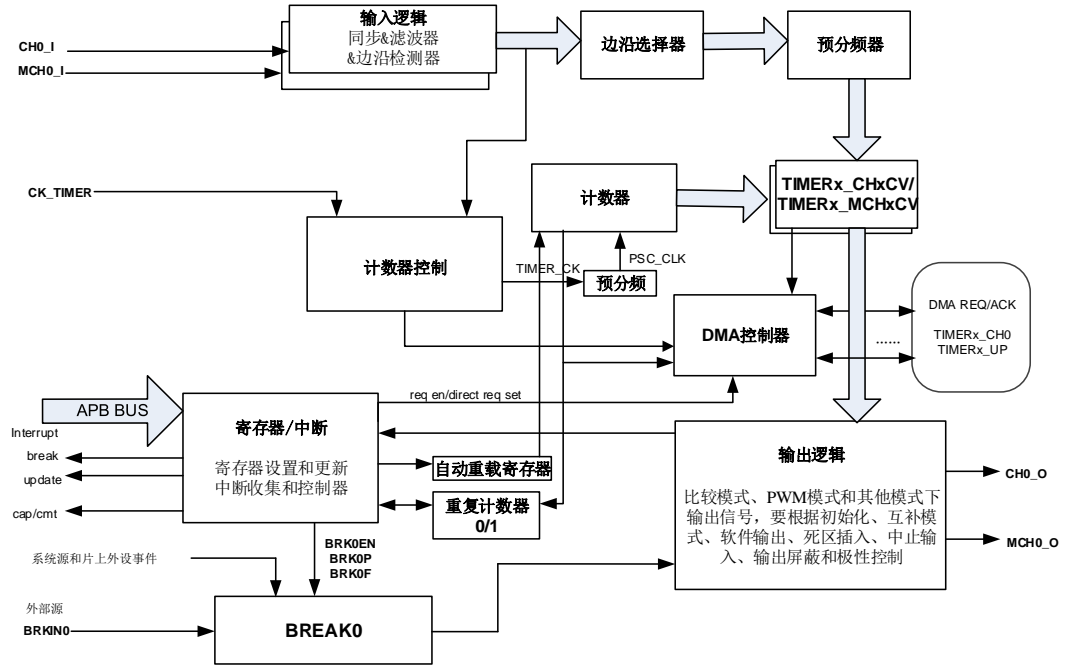 输入逻辑
同步&滤波器
&边沿检测器
CH0_I
MCH0_I
边沿选择器
预分频器
CK_TIMER
计数器
TIMERx_CHxCV/
TIMERx_MCHxCV
计数器控制
TIMER_CK
PSC_CLK
预分频
DMA控制器
DMA REQ/ACK
TIMERx_CH0
TIMERx_UP
......
APB BUS
req en/direct req set
寄存器/中断
寄存器设置和更新
中断收集和控制器
Interrupt
break
update
cap/cmt
自动重载寄存器
重复计数器
0/1
输出逻辑
比较模式、PWM模式和其他模式下
输出信号，要根据初始化、互补模
式、软件输出、死区插入、中止输
入、输出屏蔽和极性控制
CH0_O
MCH0_O
BRK0EN
BRK0P
BRK0F
系统源和片上外设事件
外部源
BRKIN0
BREAK0